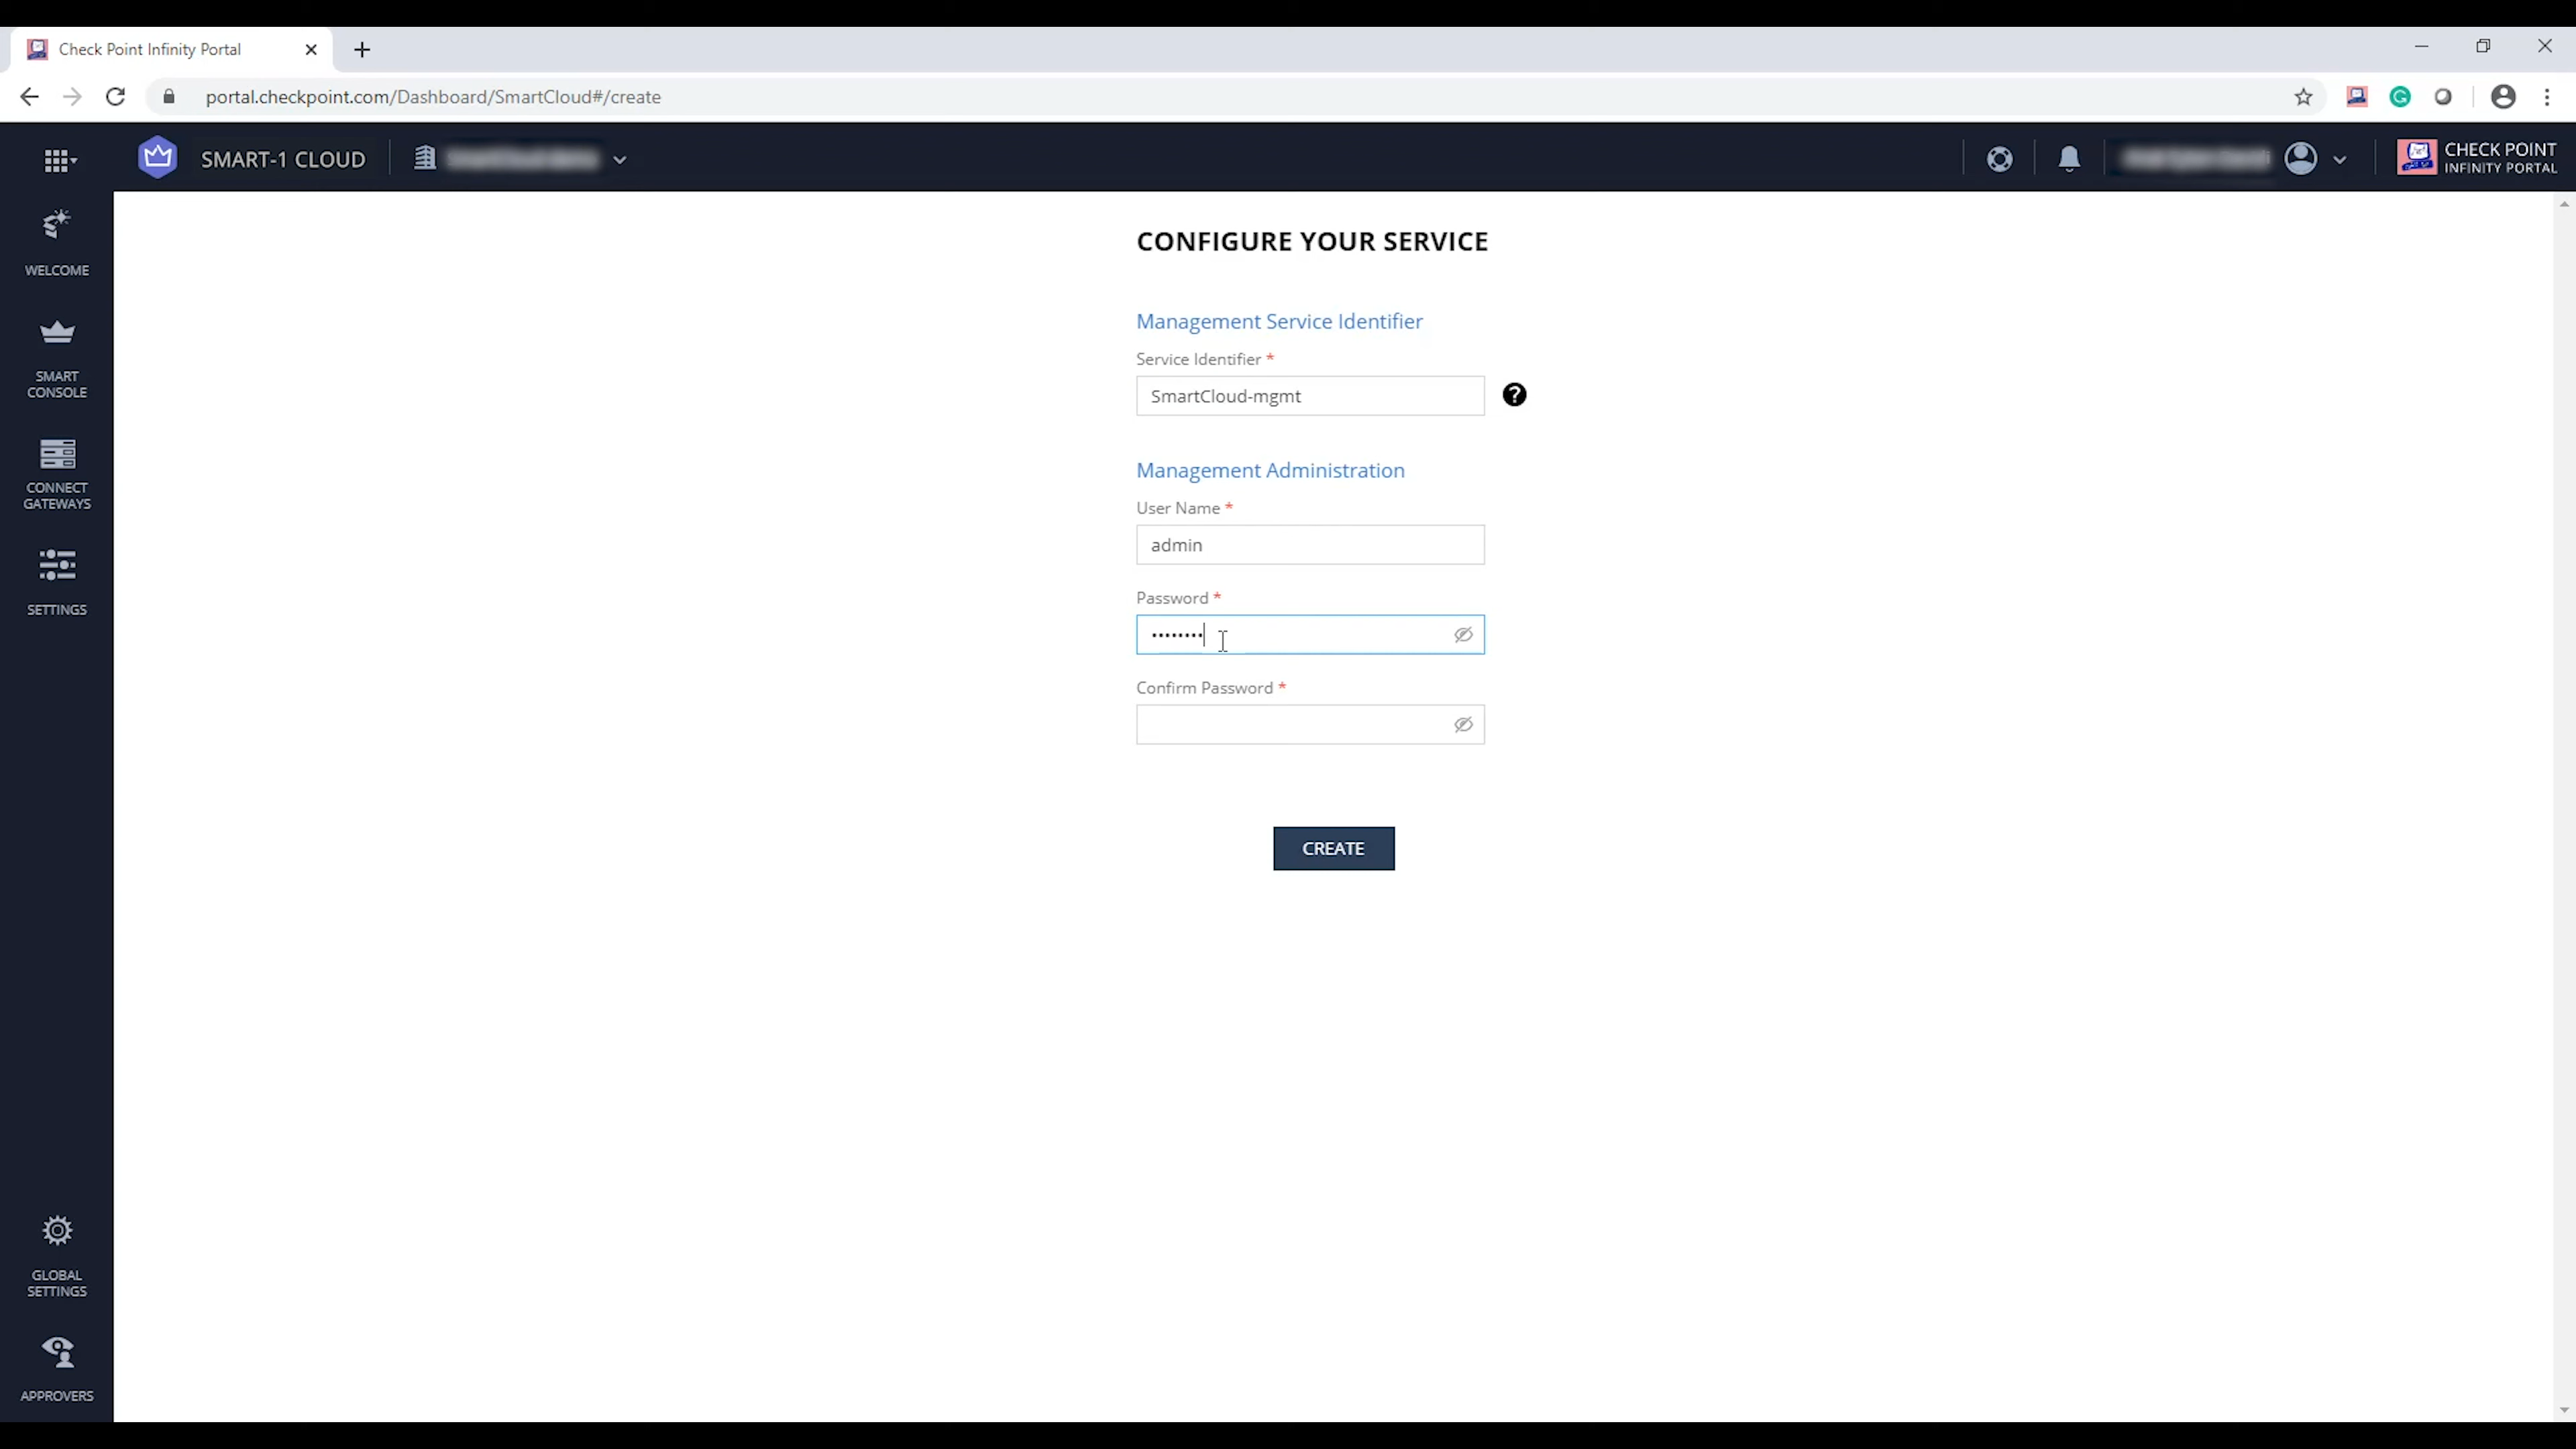 Check Point Infinity Portal
portal.checkpoint.com/Dashboard/SmartCloud#/create
SMART-1 CLOUD
CHECK POINT
INFINITY PORTAL
WELCOME
SMART
CONSOLE
CONNECT
GATEWAYS
SETTINGS
GLOBAL
SETTINGS
APPROVERS
CONFIGURE YOUR SERVICE
Management Service Identifier
Service Identifier *
SmartCloud-mgmt
Management Administration
User Name *
admin
Password *
••••••••
Confirm Password *
CREATE